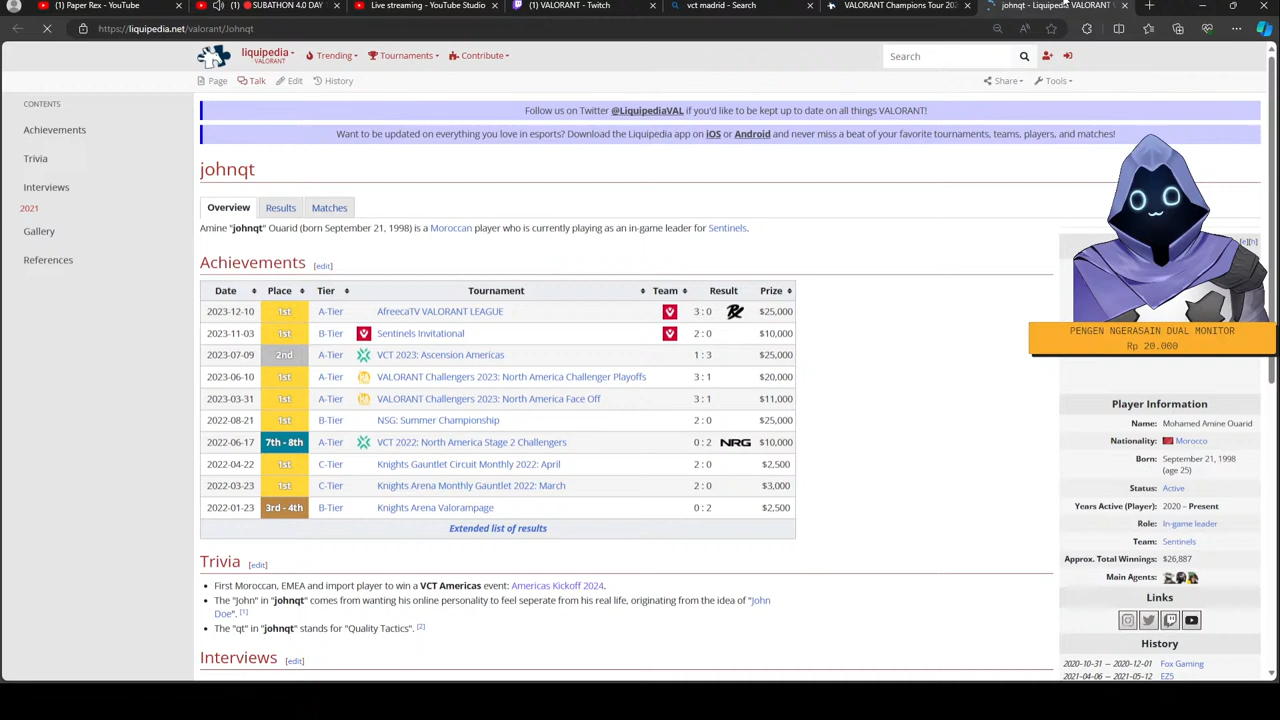 (1) Paper Rex - YouTube
(1) 🔴SUBATHON 4.0 DAY
Live streaming - YouTube Studio
(1) VALORANT - Twitch
vct madrid - Search
VALORANT Champions Tour 202
johnqt - Liquipedia VALORANT
https://liquipedia.net/valorant/Johnqt
liquipedia
VALORANT
Trending
Tournaments
Contribute
Search
Page
Talk
Edit
History
Share
Tools
CONTENTS
Achievements
Trivia
Interviews
2021
Gallery
References
Follow us on Twitter @LiquipediaVAL if you'd like to be kept up to date on all things VALORANT!
Want to be updated on everything you love in esports? Download the Liquipedia app on iOS or Android and never miss a beat of your favorite tournaments, teams, players, and matches!
johnqt
Overview Results Matches
Amine "johnqt" Ouarid (born September 21, 1998) is a Moroccan player who is currently playing as an in-game leader for Sentinels.
Achievements [edit]
Date Place Tier Tournament Team Result Prize
2023-12-10 1st A-Tier AfreecaTV VALORANT LEAGUE 3 : 0 $25,000
2023-11-03 1st B-Tier Sentinels Invitational 2 : 0 $10,000
2023-07-09 2nd A-Tier VCT 2023: Ascension Americas 1 : 3 $25,000
2023-06-10 1st A-Tier VALORANT Challengers 2023: North America Challenger Playoffs 3 : 1 $20,000
2023-03-31 1st A-Tier VALORANT Challengers 2023: North America Face Off 3 : 1 $11,000
2022-08-21 1st B-Tier NSG: Summer Championship 2 : 0 $25,000
2022-06-17 7th - 8th A-Tier VCT 2022: North America Stage 2 Challengers 0 : 2 NRG $10,000
2022-04-22 1st C-Tier Knights Gauntlet Circuit Monthly 2022: April 2 : 0 $2,500
2022-03-23 1st C-Tier Knights Arena Monthly Gauntlet 2022: March 2 : 0 $3,000
2022-01-23 3rd - 4th B-Tier Knights Arena Valorampage 0 : 2 $2,500
Extended list of results
Trivia [edit]
First Moroccan, EMEA and import player to win a VCT Americas event: Americas Kickoff 2024.
The "John" in "johnqt" comes from wanting his online personality to feel seperate from his real life, originating from the idea of "John
Doe". [1]
The "qt" in "johnqt" stands for "Quality Tactics". [2]
Interviews [edit]
[e][h]
PENGEN NGERASAIN DUAL MONITOR
Rp 20.000
Player Information
Name: Mohamed Amine Ouarid
Nationality: Morocco
Born: September 21, 1998
(age 25)
Status: Active
Years Active (Player): 2020 – Present
Role: In-game leader
Team: Sentinels
Approx. Total Winnings: $26,887
Main Agents:
Links
History
2020-10-31 — 2020-12-01 Fox Gaming
2021-04-06 — 2021-05-12 EZ5